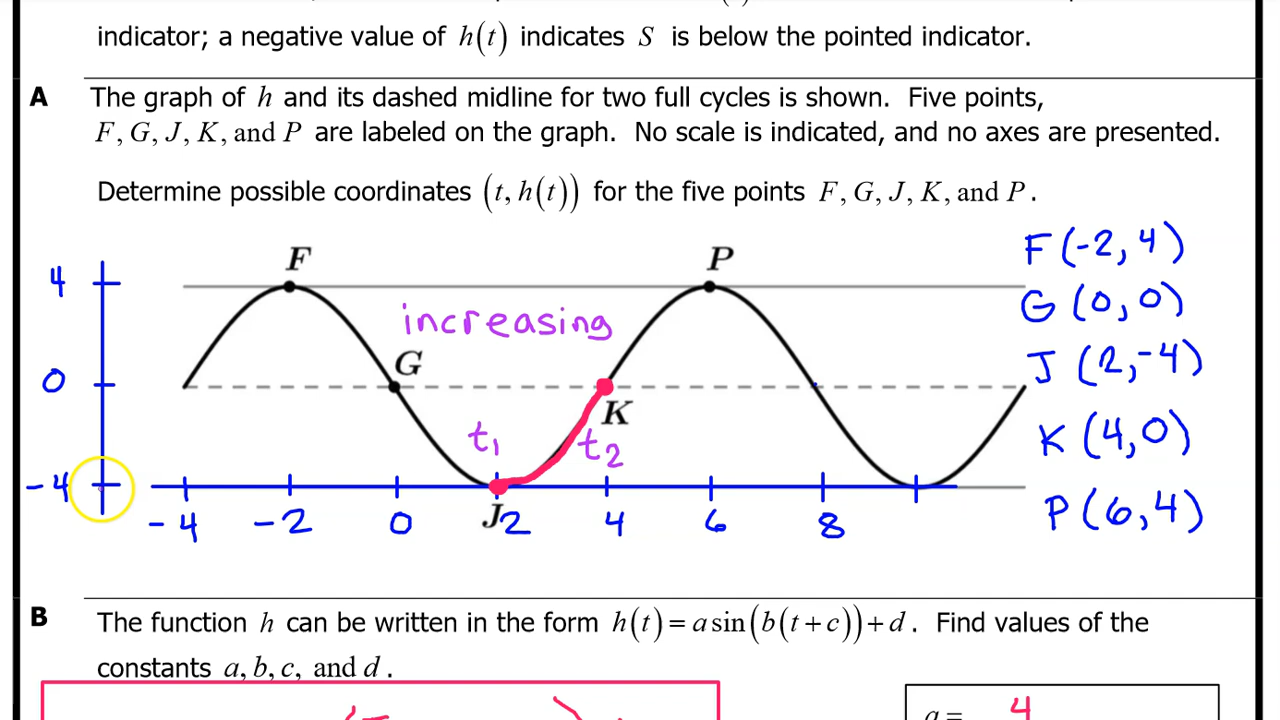 indicator; a negative value of h(t) indicates S is below the pointed indicator.
A The graph of h and its dashed midline for two full cycles is shown. Five points,
F, G, J, K, and P are labeled on the graph. No scale is indicated, and no axes are presented.
Determine possible coordinates (t, h(t)) for the five points F, G, J, K, and P.
F P F(-2, 4)
4
increasing G (0, 0)
G
0 J (2, -4)
K
t1 t2 K (4, 0)
-4
J P(6, 4)
-4 -2 0 2 4 6 8
B The function h can be written in the form h(t) = a sin(b(t+c))+d. Find values of the
constants a, b, c, and d.
a = 4